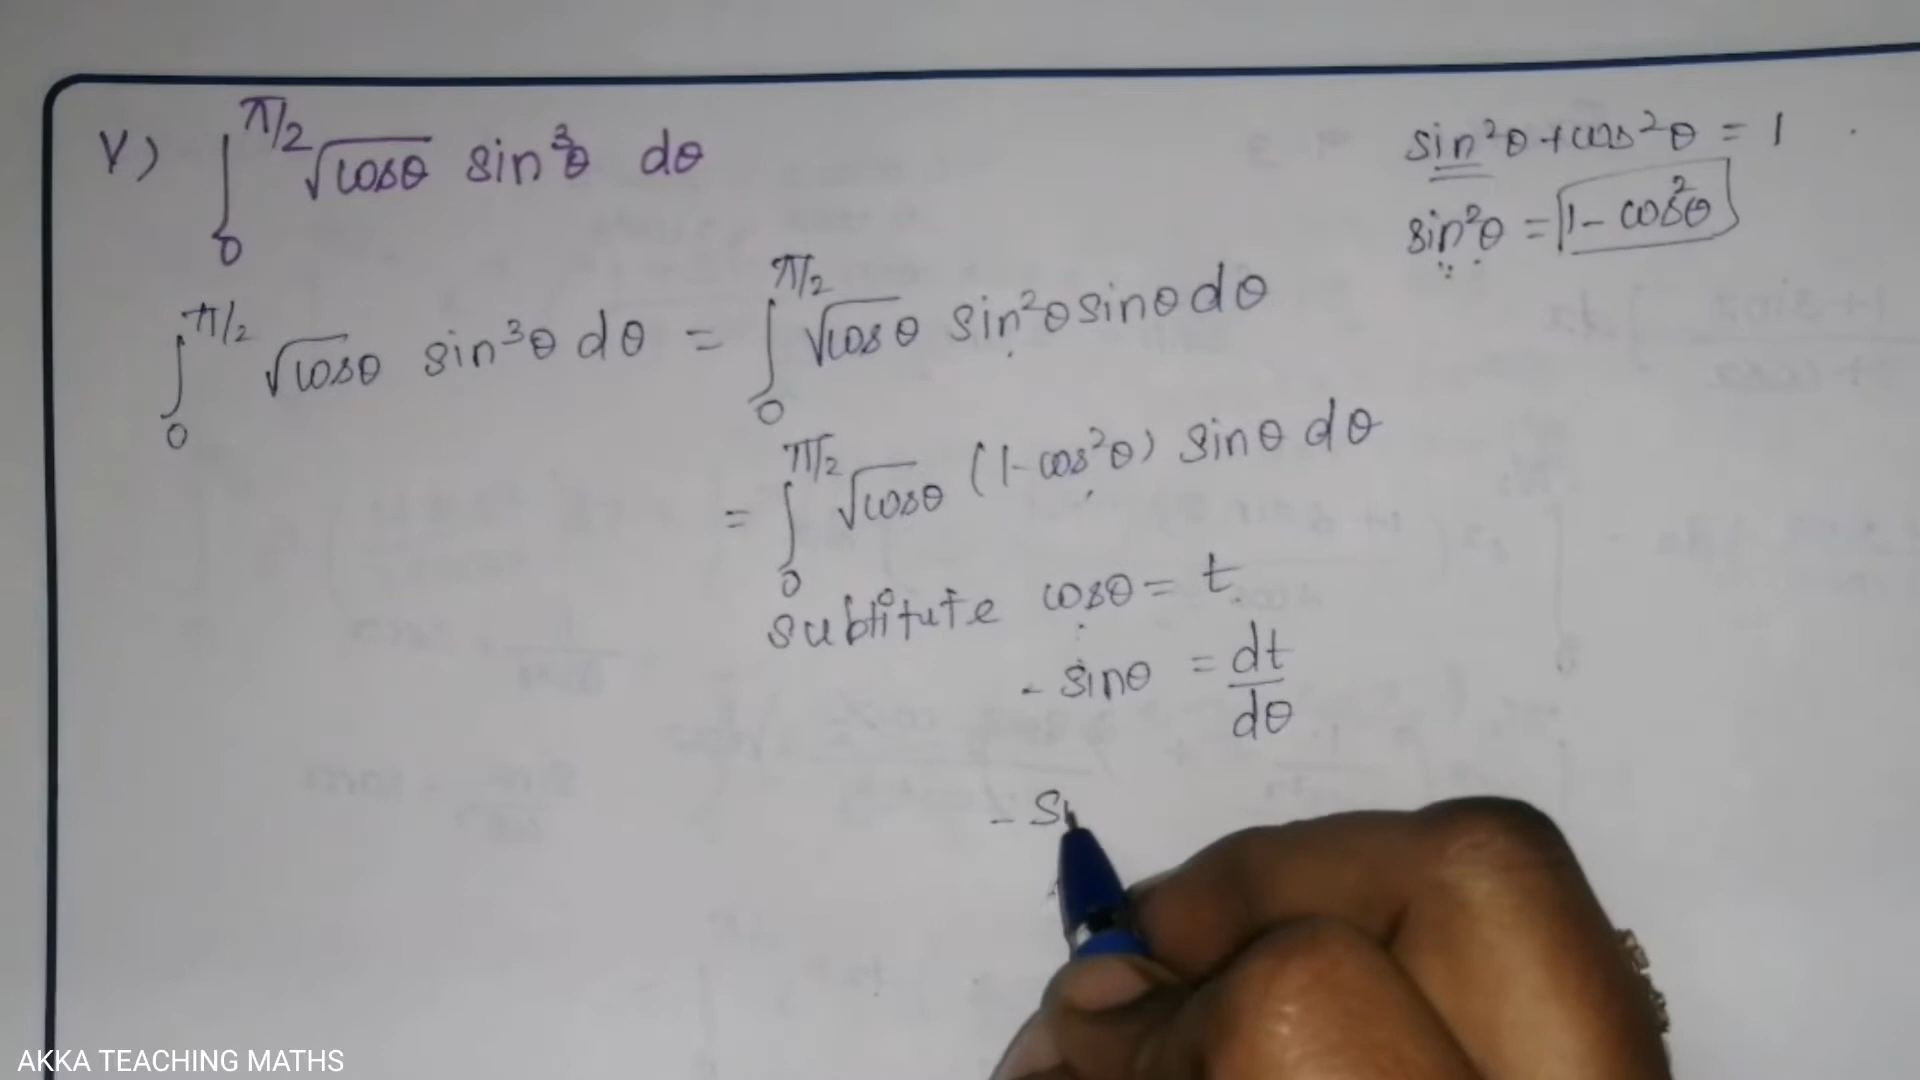 V) ∫₀^π/2 √cosθ sin³θ dθ
sin²θ + cos²θ = 1
sin²θ = 1 - cos²θ
∫₀^π/2 √cosθ sin³θ dθ = ∫₀^π/2 √cosθ sin²θ sinθ dθ
= ∫₀^π/2 √cosθ (1-cos²θ) sinθ dθ
subtitute cosθ = t
- sinθ = dt/dθ
- si
AKKA TEACHING MATHS